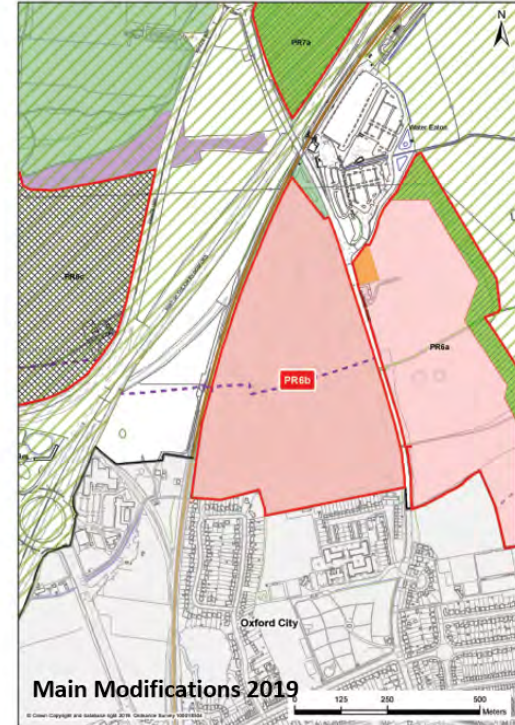 N
PR7a
Water Eaton
PR6c
PR6a
PR6b
Oxford City
Main Modifications 2019
125 250 500
Meters